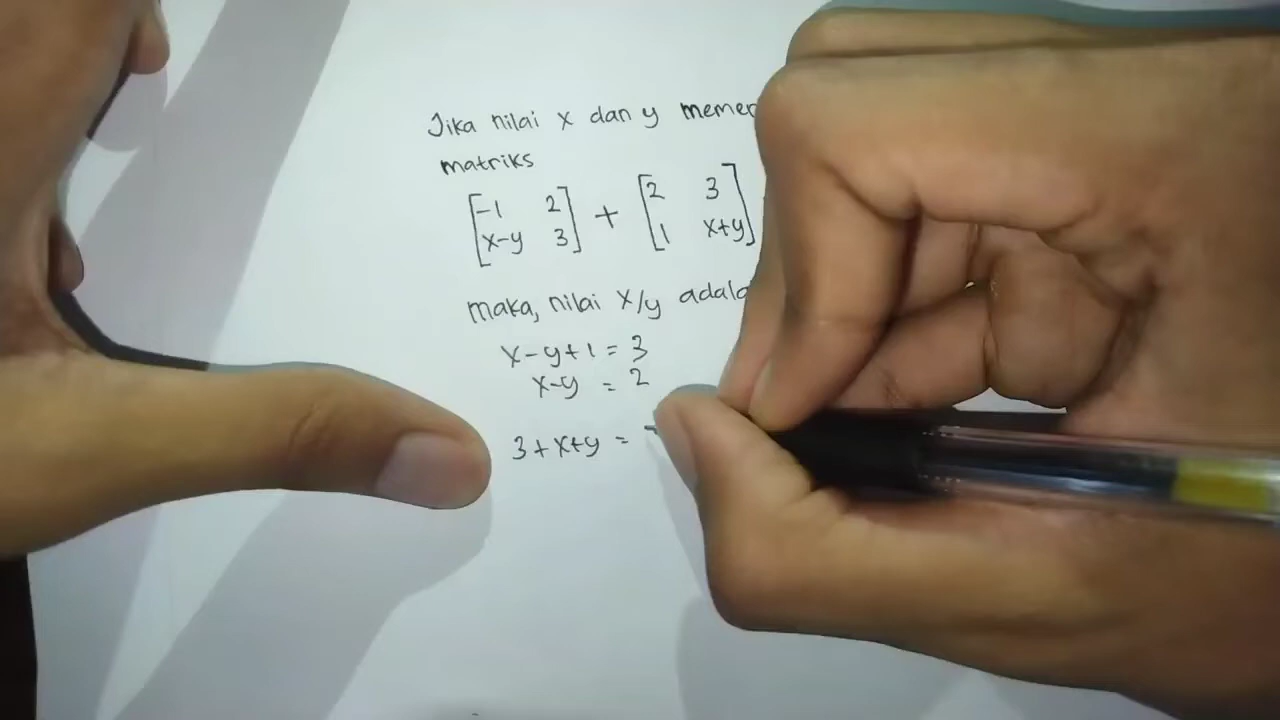 Jika nilai x dan y
matriks
[-1 2] + [2 3]
[x-y 3] [1 x+y]
maka, nilai x/y
x-y+1 = 3
x-y = 2
3+x+y =